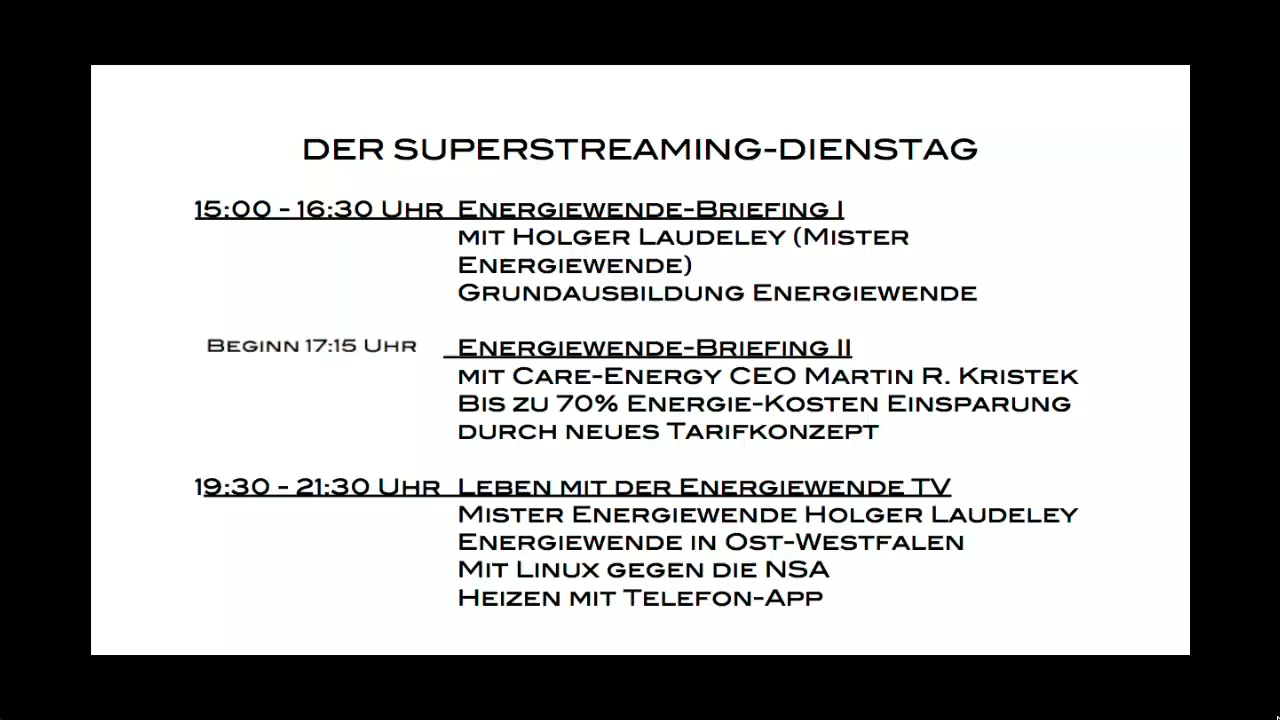 DER SUPERSTREAMING-DIENSTAG
15:00 - 16:30 UHR ENERGIEWENDE-BRIEFING I
MIT HOLGER LAUDELEY (MISTER
ENERGIEWENDE)
GRUNDAUSBILDUNG ENERGIEWENDE
BEGINN 17:15 UHR ENERGIEWENDE-BRIEFING II
MIT CARE-ENERGY CEO MARTIN R. KRISTEK
BIS ZU 70% ENERGIE-KOSTEN EINSPARUNG
DURCH NEUES TARIFKONZEPT
19:30 - 21:30 UHR LEBEN MIT DER ENERGIEWENDE TV
MISTER ENERGIEWENDE HOLGER LAUDELEY
ENERGIEWENDE IN OST-WESTFALEN
MIT LINUX GEGEN DIE NSA
HEIZEN MIT TELEFON-APP